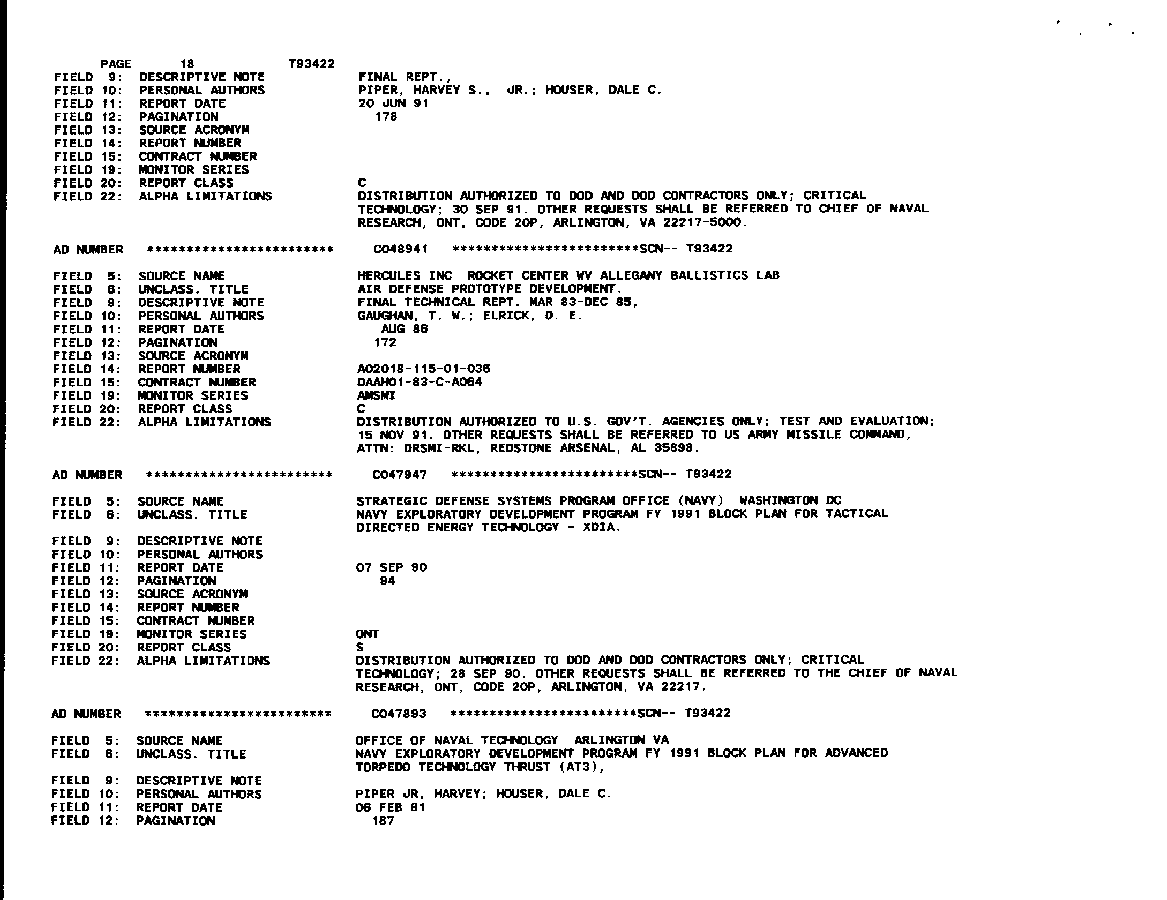 PAGE 18 T93422
FIELD 9: DESCRIPTIVE NOTE FINAL REPT.,
FIELD 10: PERSONAL AUTHORS PIPER, HARVEY S., JR.; HOUSER, DALE C.
FIELD 11: REPORT DATE 20 JUN 91
FIELD 12: PAGINATION 178
FIELD 13: SOURCE ACRONYM
FIELD 14: REPORT NUMBER
FIELD 15: CONTRACT NUMBER
FIELD 19: MONITOR SERIES
FIELD 20: REPORT CLASS C
FIELD 22: ALPHA LIMITATIONS DISTRIBUTION AUTHORIZED TO DOD AND DOD CONTRACTORS ONLY; CRITICAL
TECHNOLOGY; 30 SEP 91. OTHER REQUESTS SHALL BE REFERRED TO CHIEF OF NAVAL
RESEARCH, ONT, CODE 20P, ARLINGTON, VA 22217-5000.
AD NUMBER ************************ C048941 ************************SCN-- T93422
FIELD 5: SOURCE NAME HERCULES INC ROCKET CENTER WV ALLEGANY BALLISTICS LAB
FIELD 6: UNCLASS. TITLE AIR DEFENSE PROTOTYPE DEVELOPMENT.
FIELD 9: DESCRIPTIVE NOTE FINAL TECHNICAL REPT. MAR 83-DEC 85,
FIELD 10: PERSONAL AUTHORS GAUGHAN, T. W.; ELRICK, D. E.
FIELD 11: REPORT DATE AUG 86
FIELD 12: PAGINATION 172
FIELD 13: SOURCE ACRONYM
FIELD 14: REPORT NUMBER A02018-115-01-036
FIELD 15: CONTRACT NUMBER DAAH01-83-C-A064
FIELD 19: MONITOR SERIES AMSMI
FIELD 20: REPORT CLASS C
FIELD 22: ALPHA LIMITATIONS DISTRIBUTION AUTHORIZED TO U.S. GOV'T. AGENCIES ONLY; TEST AND EVALUATION;
15 NOV 91. OTHER REQUESTS SHALL BE REFERRED TO US ARMY MISSILE COMMAND,
ATTN: DRSMI-RKL, REDSTONE ARSENAL, AL 35898.
AD NUMBER ************************ C047947 ************************SCN-- T93422
FIELD 5: SOURCE NAME STRATEGIC DEFENSE SYSTEMS PROGRAM OFFICE (NAVY) WASHINGTON DC
FIELD 6: UNCLASS. TITLE NAVY EXPLORATORY DEVELOPMENT PROGRAM FY 1991 BLOCK PLAN FOR TACTICAL
DIRECTED ENERGY TECHNOLOGY - XDIA.
FIELD 9: DESCRIPTIVE NOTE
FIELD 10: PERSONAL AUTHORS
FIELD 11: REPORT DATE 07 SEP 90
FIELD 12: PAGINATION 94
FIELD 13: SOURCE ACRONYM
FIELD 14: REPORT NUMBER
FIELD 15: CONTRACT NUMBER
FIELD 19: MONITOR SERIES ONT
FIELD 20: REPORT CLASS S
FIELD 22: ALPHA LIMITATIONS DISTRIBUTION AUTHORIZED TO DOD AND DOD CONTRACTORS ONLY; CRITICAL
TECHNOLOGY; 28 SEP 90. OTHER REQUESTS SHALL BE REFERRED TO THE CHIEF OF NAVAL
RESEARCH, ONT, CODE 20P, ARLINGTON, VA 22217.
AD NUMBER ************************ C047893 ************************SCN-- T93422
FIELD 5: SOURCE NAME OFFICE OF NAVAL TECHNOLOGY ARLINGTON VA
FIELD 6: UNCLASS. TITLE NAVY EXPLORATORY DEVELOPMENT PROGRAM FY 1991 BLOCK PLAN FOR ADVANCED
TORPEDO TECHNOLOGY THRUST (AT3),
FIELD 9: DESCRIPTIVE NOTE
FIELD 10: PERSONAL AUTHORS PIPER JR, HARVEY; HOUSER, DALE C.
FIELD 11: REPORT DATE 06 FEB 91
FIELD 12: PAGINATION 187